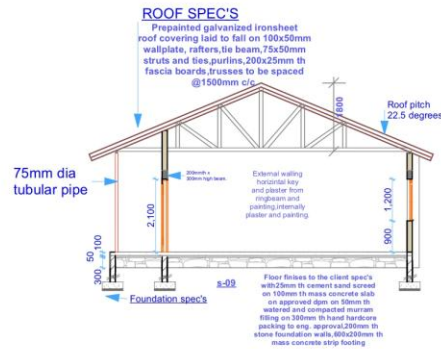 ROOF SPEC'S
Prepainted galvanized ironsheet
roof covering laid to fall on 100x50mm
wallplate, rafters,tie beam,75x50mm
struts and ties,purlins,200x25mm th
fascia boards,trusses to be spaced
@1500mm c/c
1800
Roof pitch
22.5 degrees
75mm dia
tubular pipe
300mm high beam
External walling
horizintal key
and plaster from
ringbeam and
painting,internally
plaster and painting.
2,100
1,200
900
50,100
300
Foundation spec's
s-09
Floor finishes to the client spec's
with25mm th cement sand screed
on 100mm th mass concrete slab
on approved dpm on 50mm th
watered and compacted murram
filling on 300mm th hand hardcore
packing to eng. approval,200mm th
stone foundation walls,600x200mm th
mass concrete strip footing